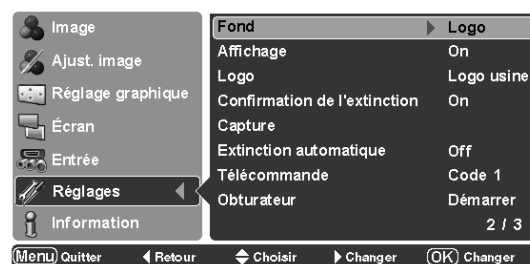 Image
Ajust. image
Réglage graphique
Écran
Entrée
Réglages
Information
Fond Logo
Affichage On
Logo Logo usine
Confirmation de l'extinction On
Capture
Extinction automatique Off
Télécommande Code 1
Obturateur Démarrer
2 / 3
Menu Quitter Retour Choisir Changer OK Changer